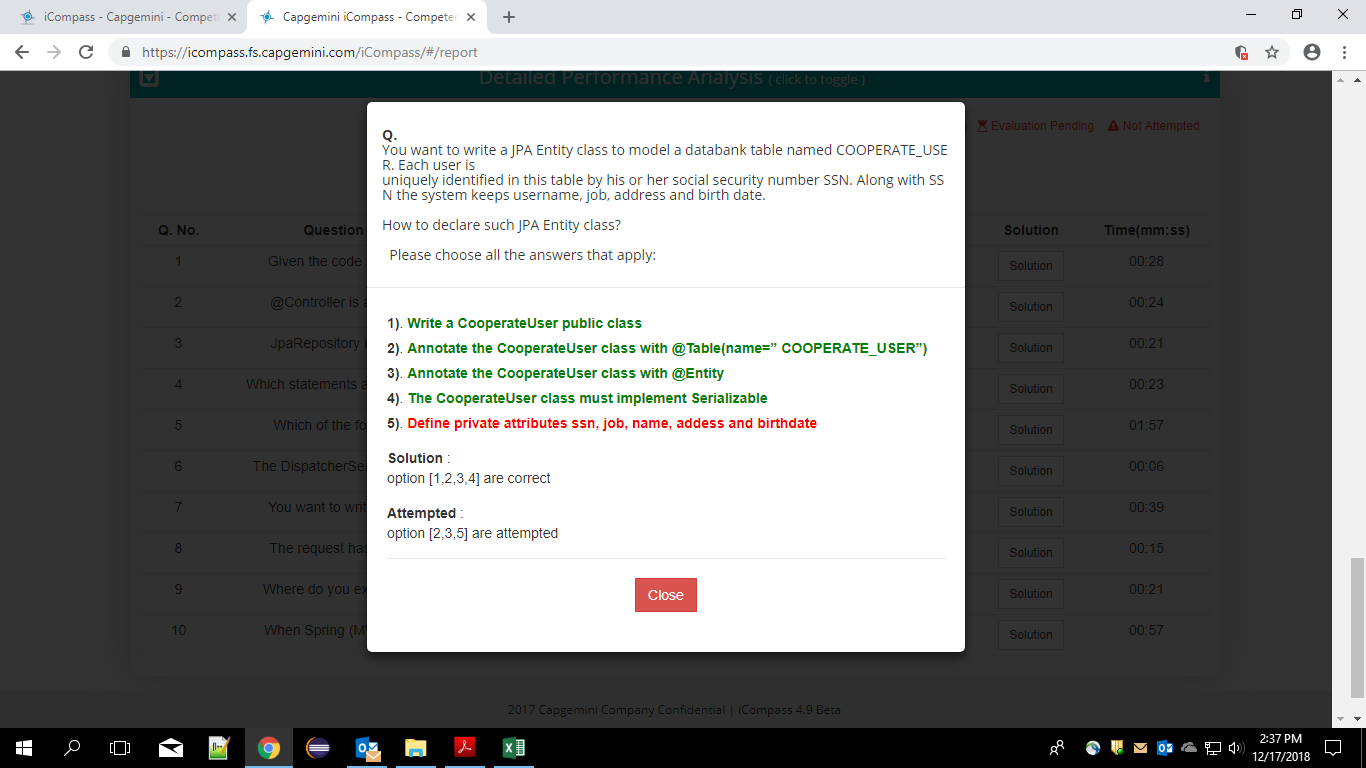 iCompass - Capgemini - Compet
Capgemini iCompass - Competen
https://icompass.fs.capgemini.com/iCompass/#/report
Detailed Performance Analysis ( click to toggle )
Evaluation Pending Not Attempted
Q. No. Question Solution Time(mm:ss)
1 Given the code Solution 00:28
2 @Controller is a Solution 00:24
3 JpaRepository Solution 00:21
4 Which statements a Solution 00:23
5 Which of the fo Solution 01:57
6 The DispatcherSe Solution 00:06
7 You want to writ Solution 00:39
8 The request has Solution 00:15
9 Where do you ex Solution 00:21
10 When Spring (M Solution 00:57
Q.
You want to write a JPA Entity class to model a databank table named COOPERATE_USE
R. Each user is
uniquely identified in this table by his or her social security number SSN. Along with SS
N the system keeps username, job, address and birth date.
How to declare such JPA Entity class?
Please choose all the answers that apply:
1). Write a CooperateUser public class
2). Annotate the CooperateUser class with @Table(name=” COOPERATE_USER”)
3). Annotate the CooperateUser class with @Entity
4). The CooperateUser class must implement Serializable
5). Define private attributes ssn, job, name, addess and birthdate
Solution :
option [1,2,3,4] are correct
Attempted :
option [2,3,5] are attempted
Close
2017 Capgemini Company Confidential | iCompass 4.9 Beta
2:37 PM
12/17/2018